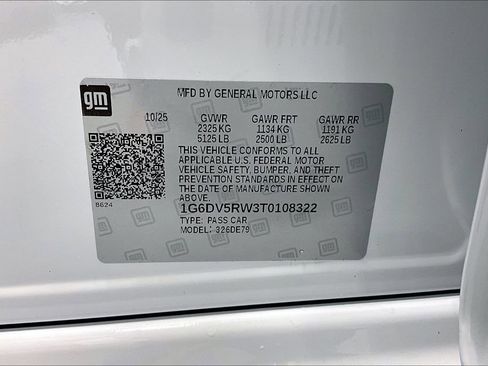 gm
MFD BY GENERAL MOTORS LLC
10/25 GVWR GAWR FRT GAWR RR
2325 KG 1134 KG 1191 KG
5125 LB 2500 LB 2625 LB
THIS VEHICLE CONFORMS TO ALL
APPLICABLE U.S. FEDERAL MOTOR
VEHICLE SAFETY, BUMPER, AND THEFT
PREVENTION STANDARDS IN EFFECT ON
THE DATE OF MANUFACTURE SHOWN
ABOVE.
8624
1G6DV5RW3T0108322
TYPE: PASS CAR
MODEL: 326DE79